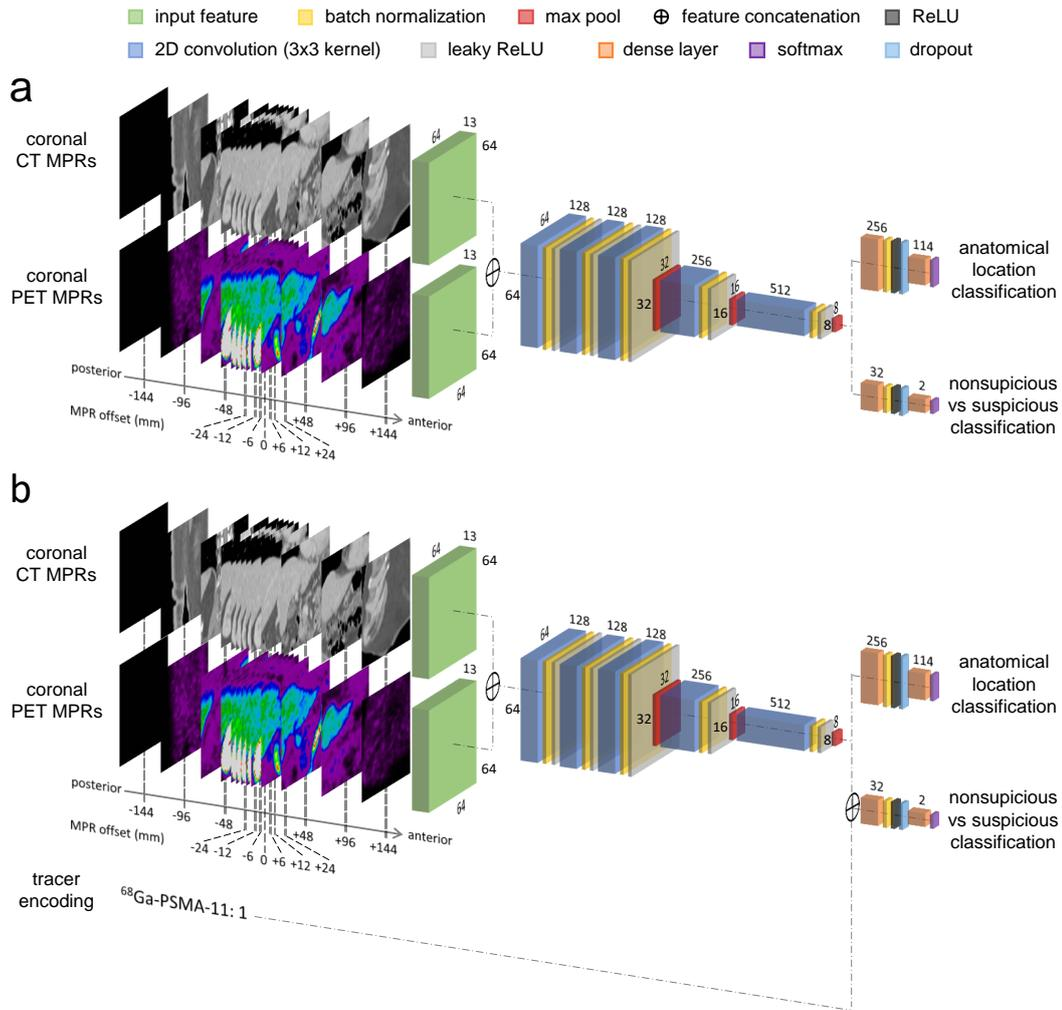 input feature batch normalization max pool feature concatenation ReLU
2D convolution (3x3 kernel) leaky ReLU dense layer softmax dropout
a
coronal
CT MPRs
64 13 64
coronal
PET MPRs
13
64
64
posterior
anterior
MPR offset (mm)
-144 -96 -48 +48 +96 +144
-24 -12 -6 0 +6 +12 +24
64
64 128 128 128
32
32
256
16
16
512
8
8
256 114
anatomical
location
classification
32 2
nonsupicious
vs suspicious
classification
b
coronal
CT MPRs
64 13 64
coronal
PET MPRs
13
64
64
posterior
anterior
MPR offset (mm)
-144 -96 -48 +48 +96 +144
-24 -12 -6 0 +6 +12 +24
64
64 128 128 128
32
32
256
16
16
512
8
8
256 114
anatomical
location
classification
32 2
nonsupicious
vs suspicious
classification
tracer
encoding
⁶⁸Ga-PSMA-11: 1